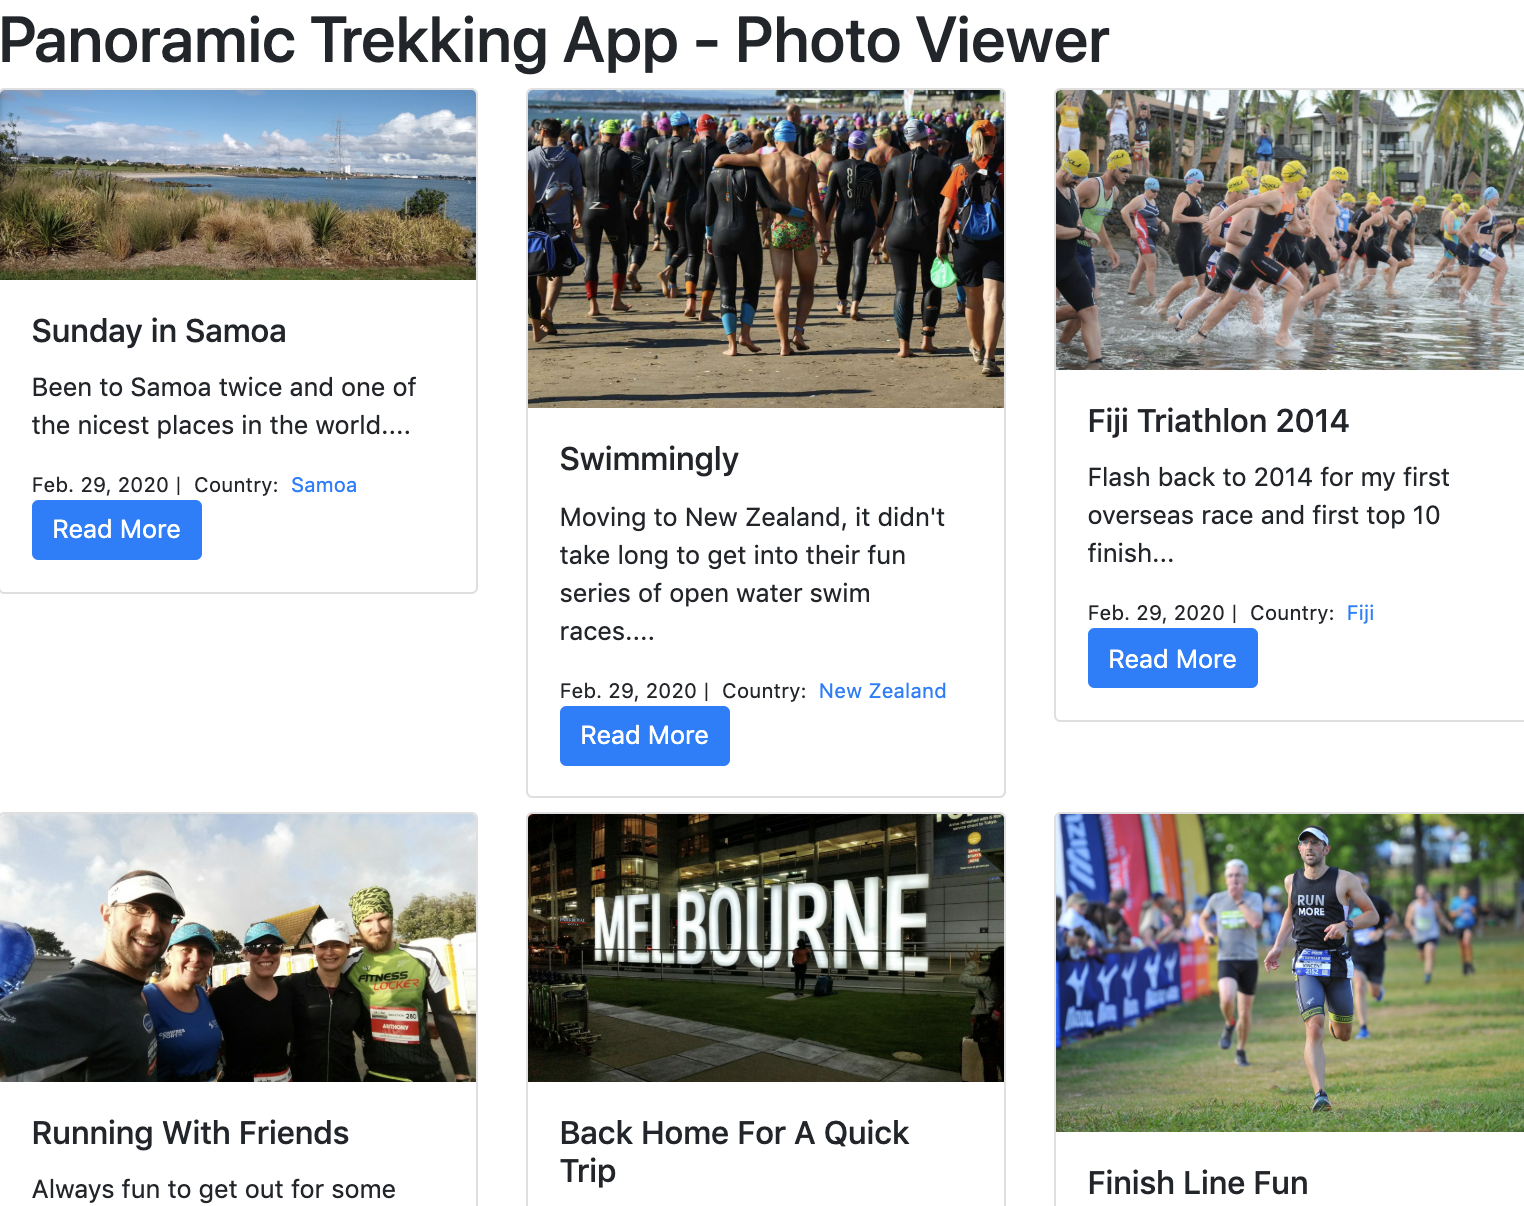 Panoramic Trekking App - Photo Viewer
Sunday in Samoa
Been to Samoa twice and one of
the nicest places in the world....
Feb. 29, 2020 | Country: Samoa
Read More
Swimmingly
Moving to New Zealand, it didn't
take long to get into their fun
series of open water swim
races....
Feb. 29, 2020 | Country: New Zealand
Read More
Fiji Triathlon 2014
Flash back to 2014 for my first
overseas race and first top 10
finish...
Feb. 29, 2020 | Country: Fiji
Read More
FITNESS
LOCKER
280
ANTHONY
Running With Friends
Always fun to get out for some
MELBOURNE
Back Home For A Quick
Trip
RUN
MORE
Finish Line Fun